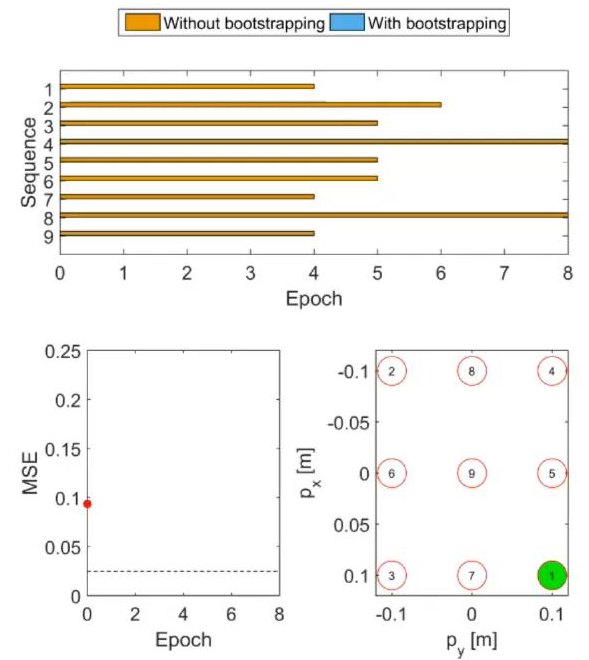 Without bootstrapping With bootstrapping
Sequence
1
2
3
4
5
6
7
8
9
0 1 2 3 4 5 6 7 8
Epoch
MSE
0.25
0.2
0.15
0.1
0.05
0
0 2 4 6 8
Epoch
p_x [m]
-0.1
-0.05
0
0.05
0.1
2 8 4
6 9 5
3 7 1
-0.1 0 0.1
p_y [m]